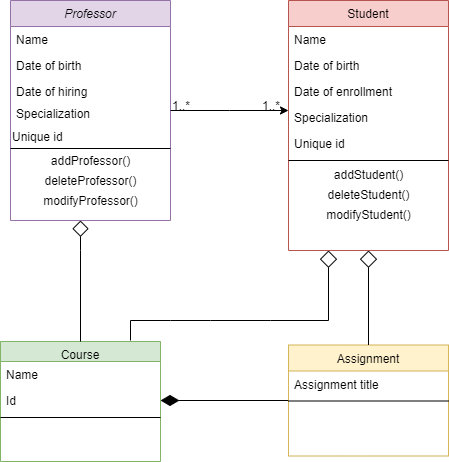 Professor
Name
Date of birth
Date of hiring
Specialization
Unique id
addProfessor()
deleteProfessor()
modifyProfessor()
1..*
1..*
Student
Name
Date of birth
Date of enrollment
Specialization
Unique id
addStudent()
deleteStudent()
modifyStudent()
Course
Name
Id
Assignment
Assignment title